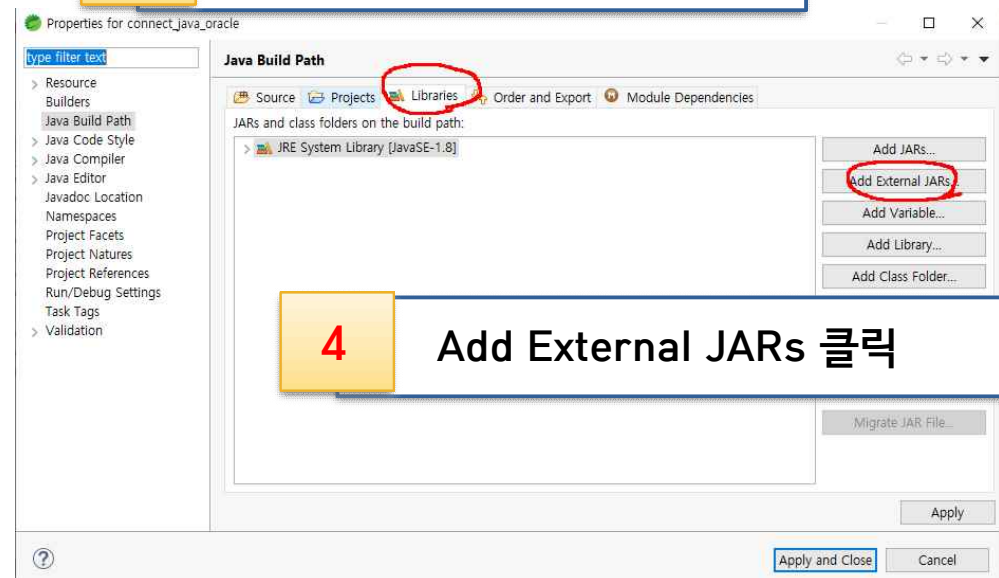 Properties for connect_java_oracle
type filter text
Resource
Builders
Java Build Path
Java Code Style
Java Compiler
Java Editor
Javadoc Location
Namespaces
Project Facets
Project Natures
Project References
Run/Debug Settings
Task Tags
Validation
Java Build Path
Source Projects Libraries Order and Export Module Dependencies
JARs and class folders on the build path:
JRE System Library [JavaSE-1.8]
Add JARs...
Add External JARs...
Add Variable...
Add Library...
Add Class Folder...
4 Add External JARs 클릭
Migrate JAR File...
Apply
Apply and Close Cancel